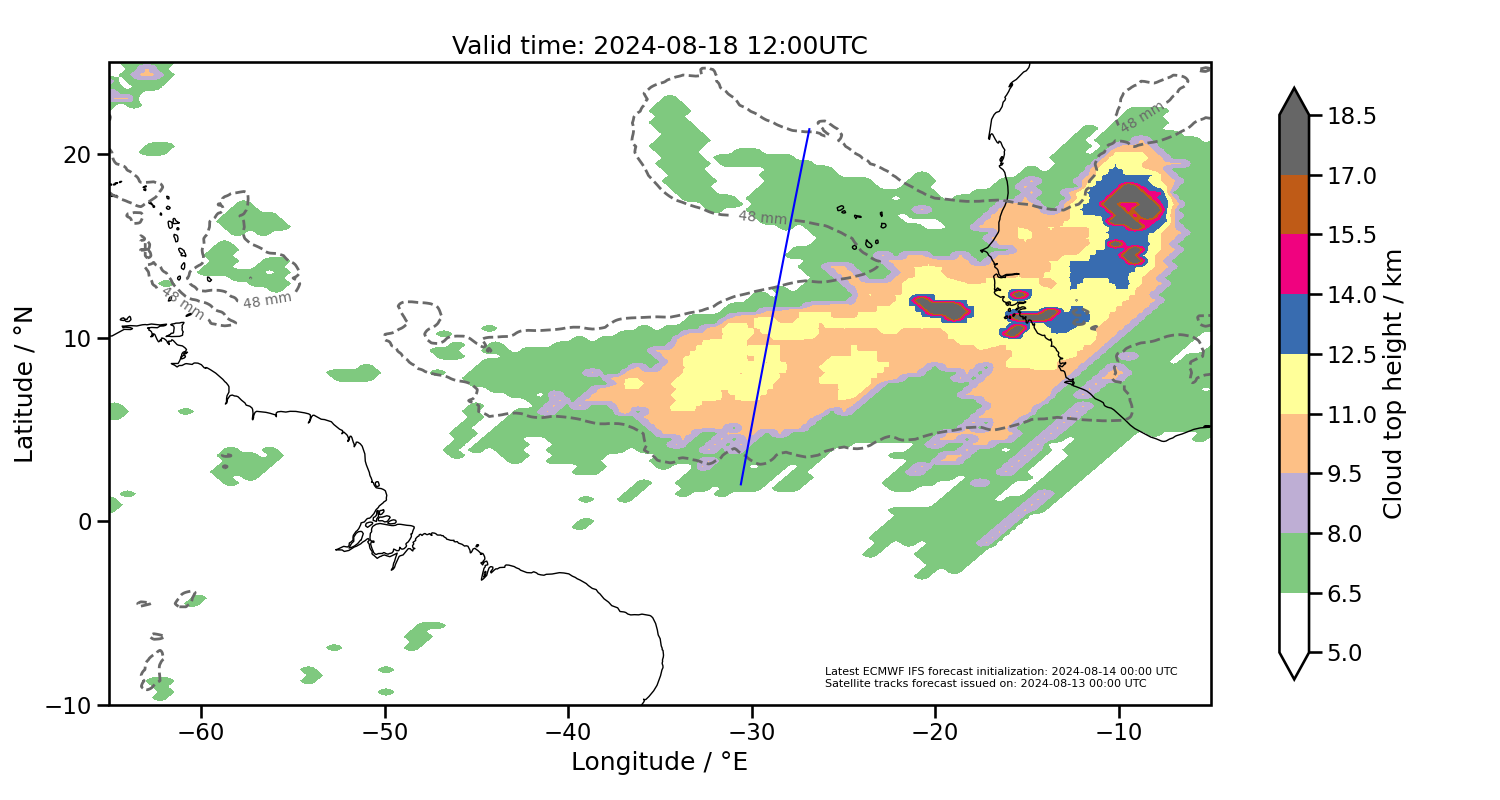 Valid time: 2024-08-18 12:00UTC
Latitude / °N
20
10
0
−10
−60
−50
−40
−30
−20
−10
Longitude / °E
48 mm
48 mm
48 mm
48 mm
Latest ECMWF IFS forecast initialization: 2024-08-14 00:00 UTC
Satellite tracks forecast issued on: 2024-08-13 00:00 UTC
18.5
17.0
15.5
14.0
12.5
11.0
9.5
8.0
6.5
5.0
Cloud top height / km